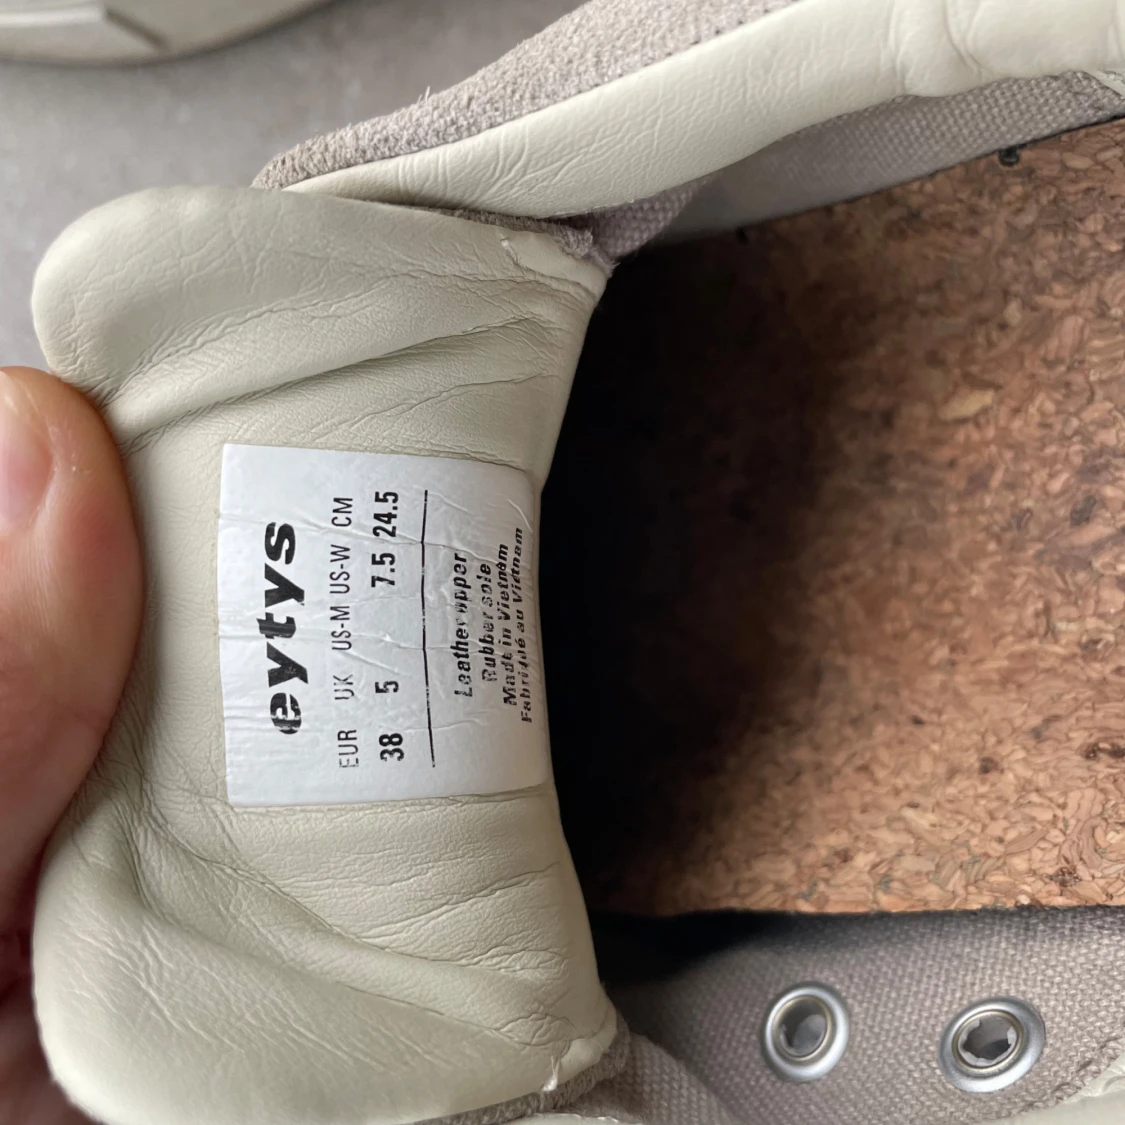 eytys
EUR UK US-M US-W CM
38 5 7.5 24.5
Leather upper
Rubber sole
Made in Vietnam
Fabriqué au Vietnam